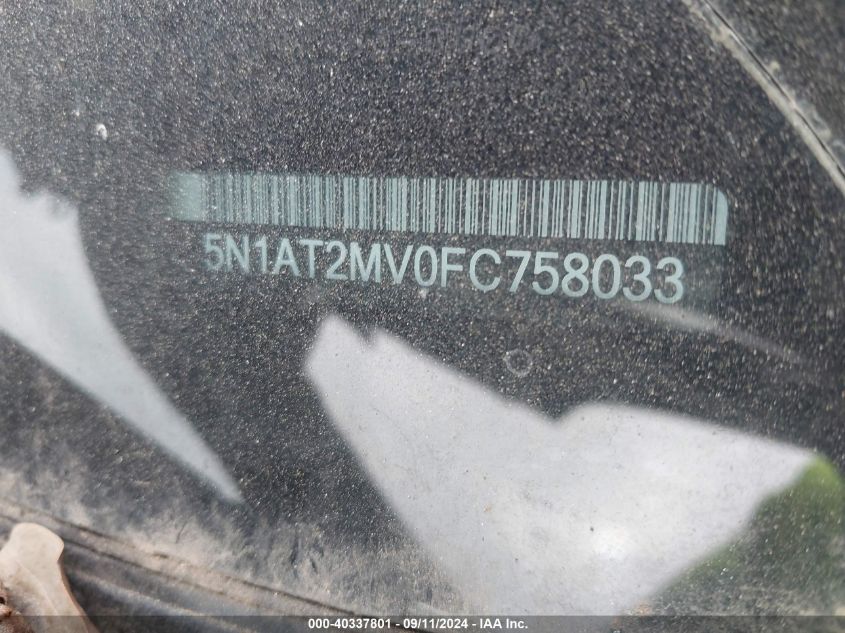 5N1AT2MV0FC758033
000-40337801 - 09/11/2024 - IAA Inc.